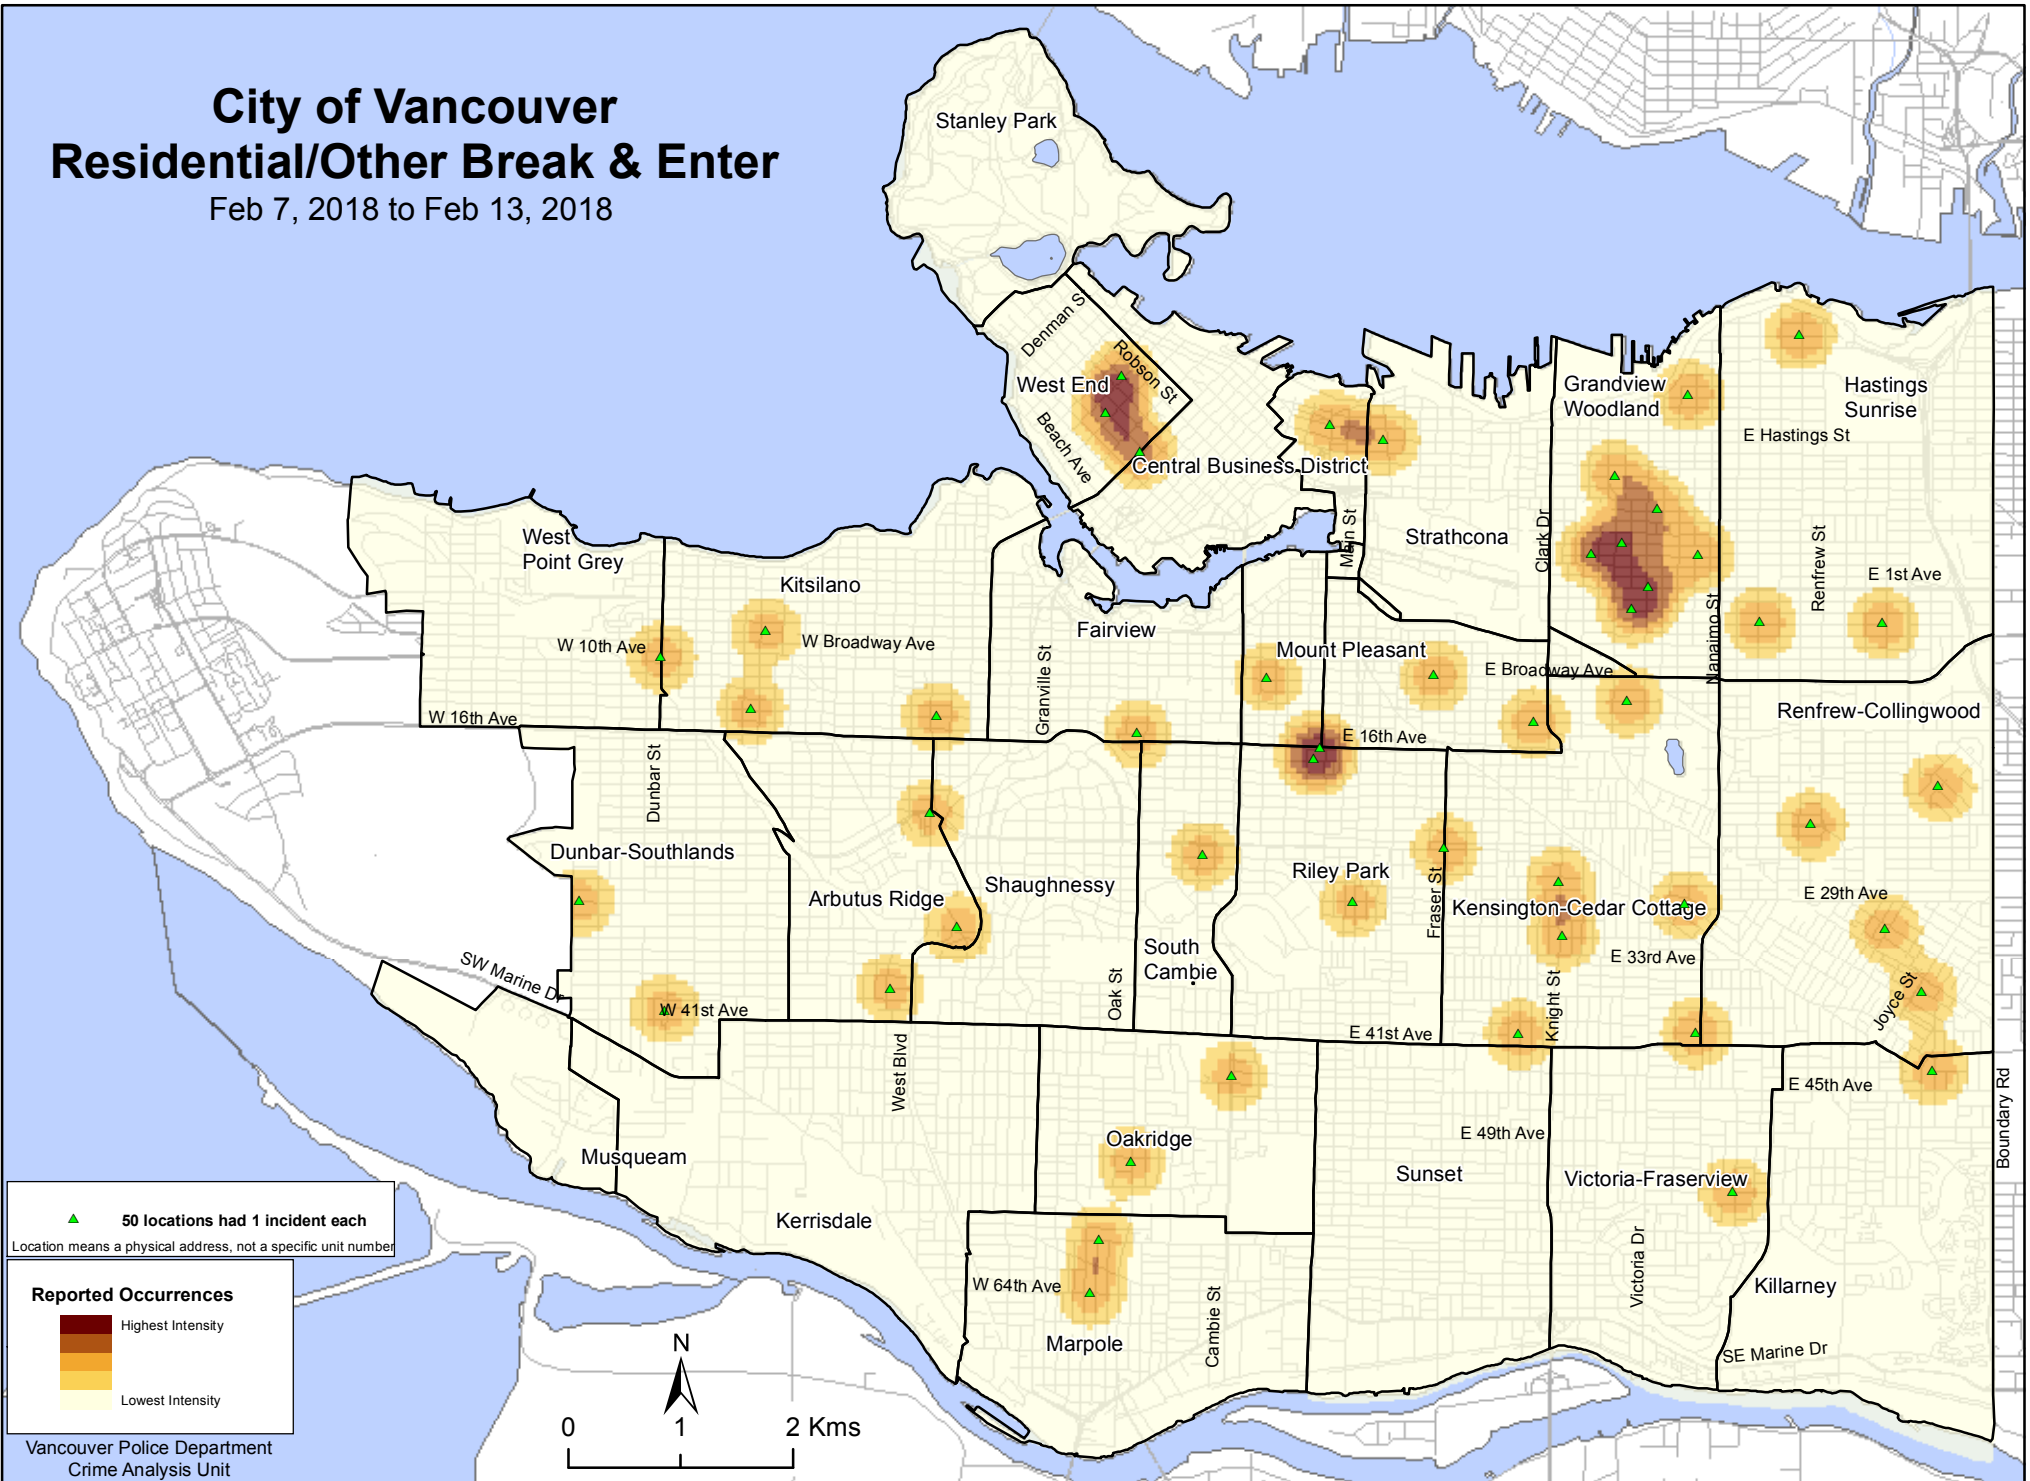 City of Vancouver
Residential/Other Break & Enter
Feb 7, 2018 to Feb 13, 2018
Stanley Park
Denman St
Robson St
West End
Beach Ave
Central Business District
Grandview
Woodland
Hastings
Sunrise
E Hastings St
Strathcona
Main St
Clark Dr
Renfrew St
E 1st Ave
Nanaimo St
West
Point Grey
Kitsilano
W 10th Ave
W Broadway Ave
Fairview
Granville St
Mount Pleasant
E Broadway Ave
W 16th Ave
E 16th Ave
Renfrew-Collingwood
Dunbar St
Dunbar-Southlands
Arbutus Ridge
Shaughnessy
Riley Park
Fraser St
Kensington-Cedar Cottage
E 29th Ave
South
Cambie
E 33rd Ave
SW Marine Dr
W 41st Ave
Oak St
E 41st Ave
Knight St
Joyce St
West Blvd
E 45th Ave
Boundary Rd
Oakridge
E 49th Ave
Musqueam
Sunset
Victoria-Fraserview
Kerrisdale
Victoria Dr
W 64th Ave
Cambie St
Killarney
Marpole
SE Marine Dr
50 locations had 1 incident each
Location means a physical address, not a specific unit number
Reported Occurrences
Highest Intensity
Lowest Intensity
Vancouver Police Department
Crime Analysis Unit
N
0 1 2 Kms